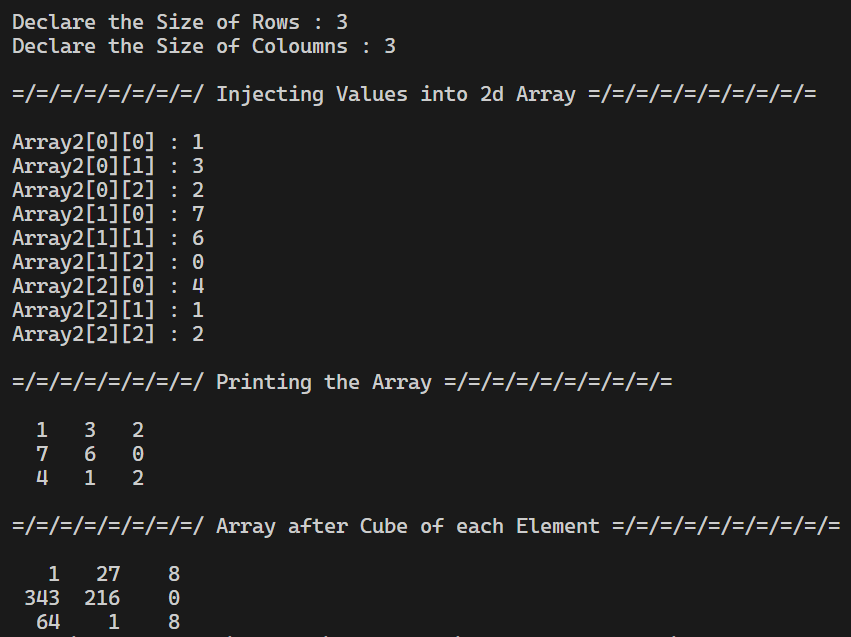 Declare the Size of Rows : 3
Declare the Size of Coloumns : 3
=/=/=/=/=/=/=/=/ Injecting Values into 2d Array =/=/=/=/=/=/=/=/=/=
Array2[0][0] : 1
Array2[0][1] : 3
Array2[0][2] : 2
Array2[1][0] : 7
Array2[1][1] : 6
Array2[1][2] : 0
Array2[2][0] : 4
Array2[2][1] : 1
Array2[2][2] : 2
=/=/=/=/=/=/=/=/ Printing the Array =/=/=/=/=/=/=/=/=/=
1 3 2
7 6 0
4 1 2
=/=/=/=/=/=/=/=/ Array after Cube of each Element =/=/=/=/=/=/=/=/=/=
1 27 8
343 216 0
64 1 8